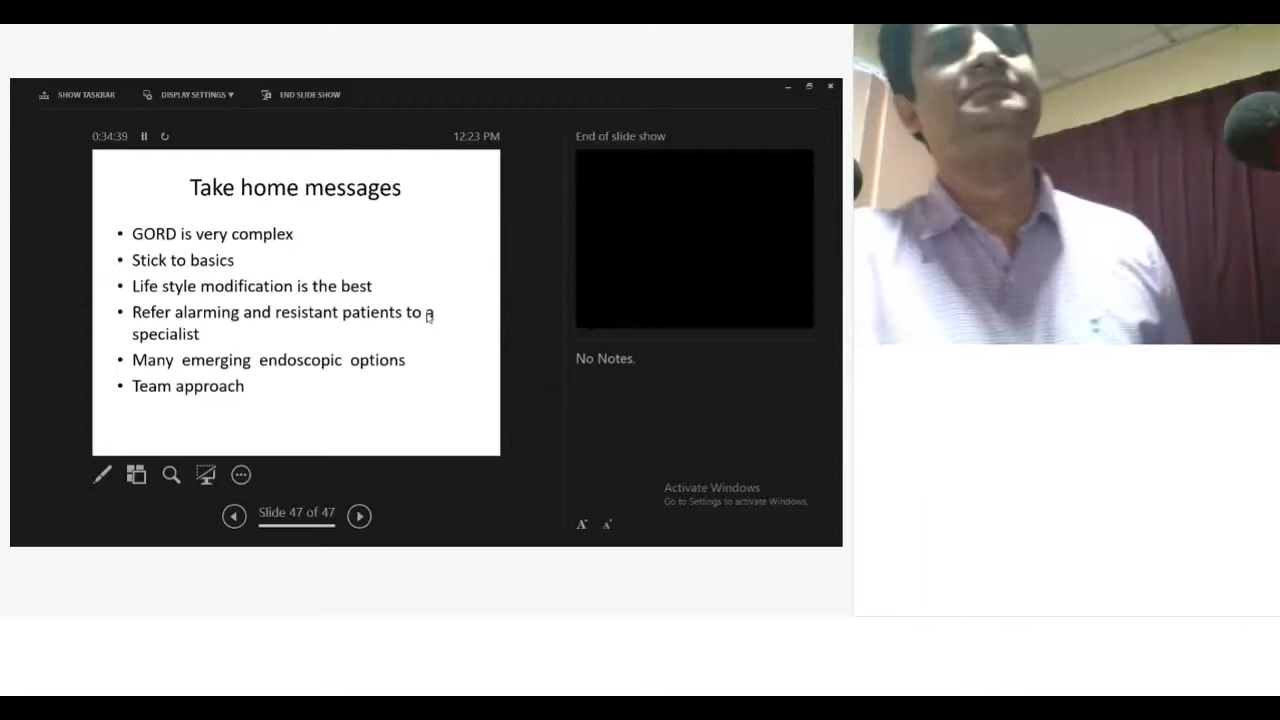 SHOW TASKBAR DISPLAY SETTINGS ▼ END SLIDE SHOW
0:34:39 12:23 PM
Take home messages
• GORD is very complex
• Stick to basics
• Life style modification is the best
• Refer alarming and resistant patients to a
specialist
• Many emerging endoscopic options
• Team approach
Slide 47 of 47
End of slide show
No Notes.
Activate Windows
Go to Settings to activate Windows.
A A